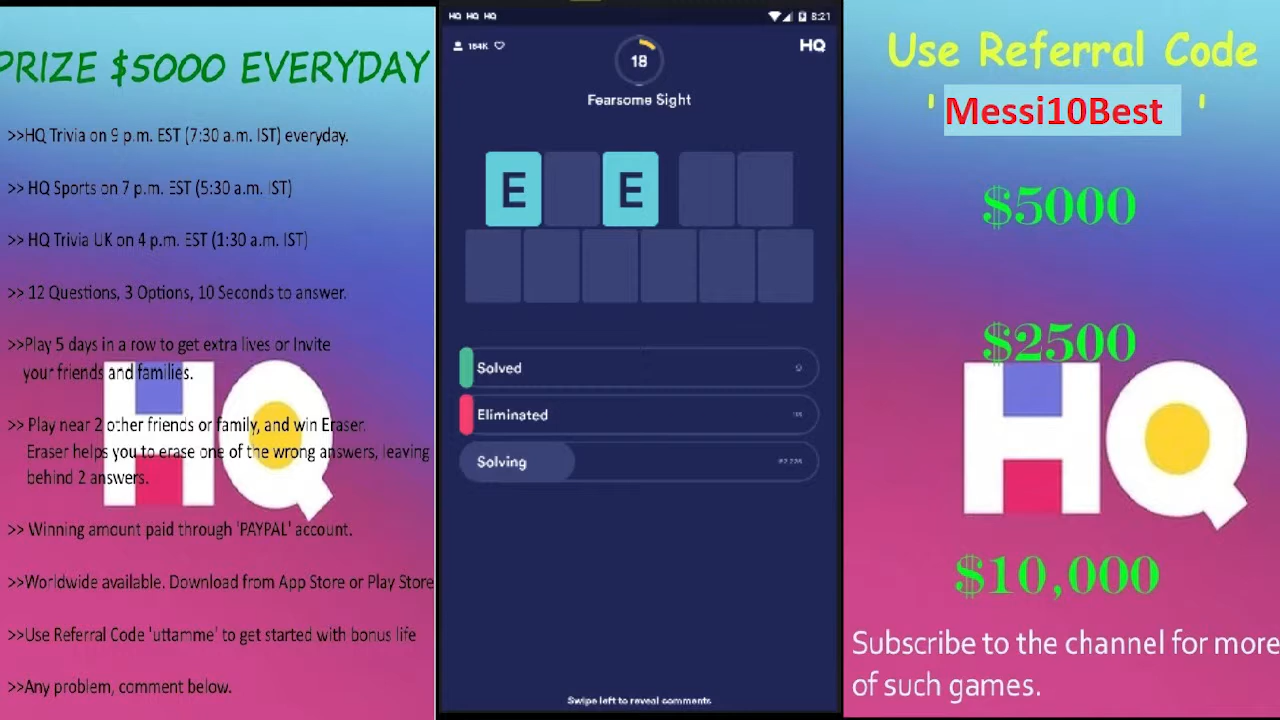 PRIZE $5000 EVERYDAY
>>HQ Trivia on 9 p.m. EST (7:30 a.m. IST) everyday.
>> HQ Sports on 7 p.m. EST (5:30 a.m. IST)
>> HQ Trivia UK on 4 p.m. EST (1:30 a.m. IST)
>> 12 Questions, 3 Options, 10 Seconds to answer.
>>Play 5 days in a row to get extra lives or Invite
your friends and families.
>> Play near 2 other friends or family, and win Eraser.
Eraser helps you to erase one of the wrong answers, leaving
behind 2 answers.
>> Winning amount paid through 'PAYPAL' account.
>>Worldwide available. Download from App Store or Play Store
>>Use Referral Code 'uttamme' to get started with bonus life
>>Any problem, comment below.
HQ
HQ HQ HQ 8:21
184K HQ
18
Fearsome Sight
E E
Solved
Eliminated
Solving
Swipe left to reveal comments
Use Referral Code
' Messi10Best '
$5000
$2500
HQ
$10,000
Subscribe to the channel for more
of such games.